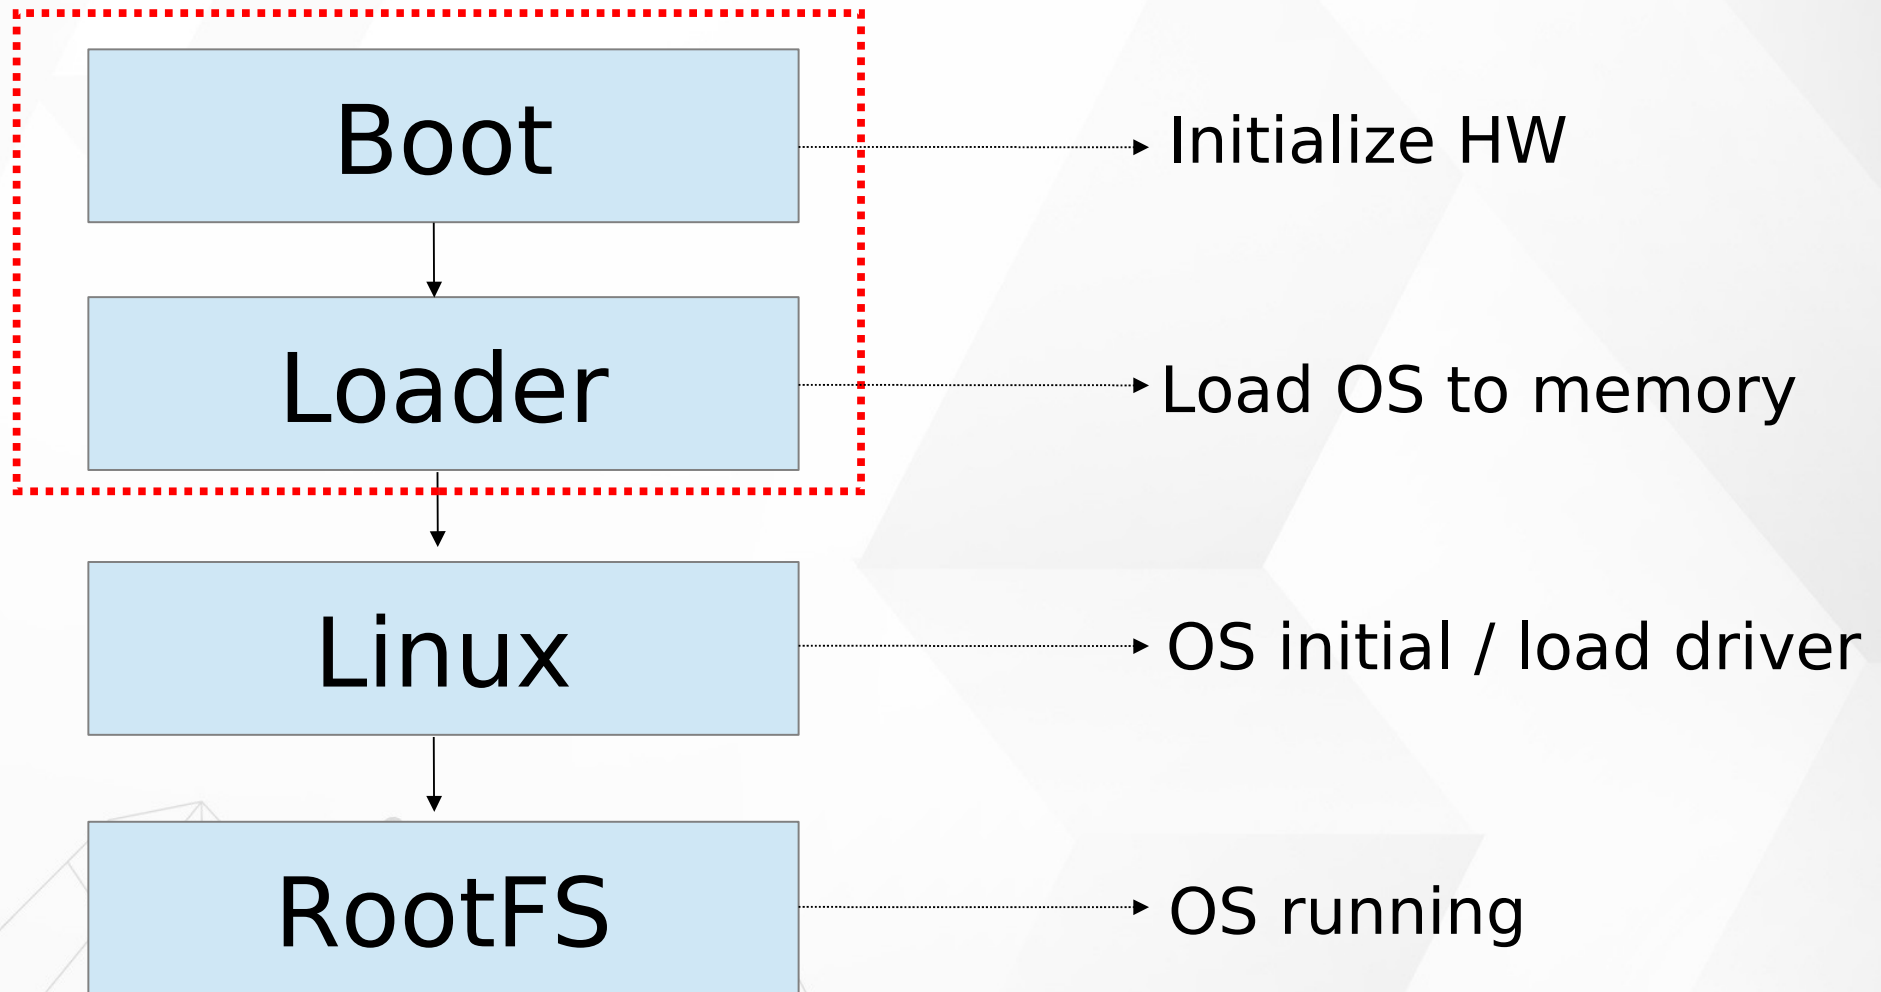 Boot
Initialize HW
Loader
Load OS to memory
Linux
OS initial / load driver
RootFS
OS running